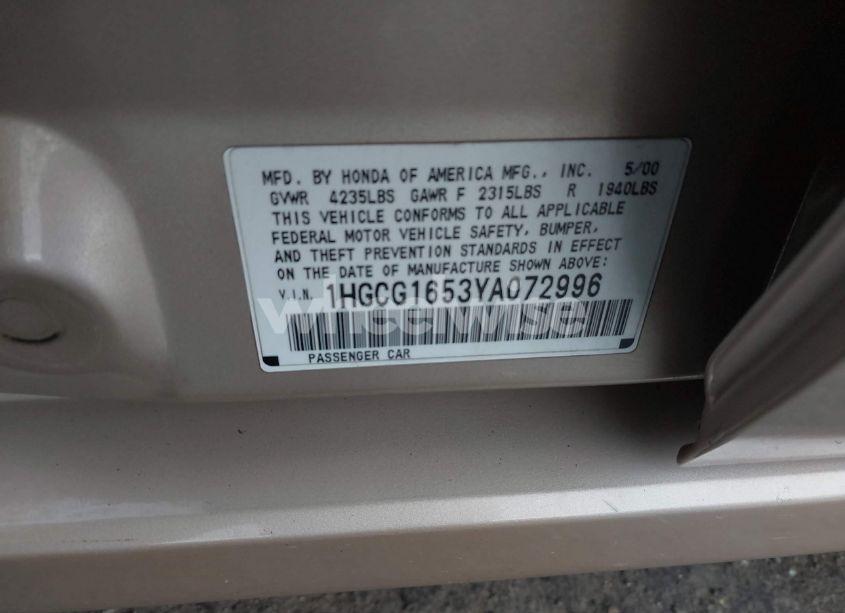 MFD. BY HONDA OF AMERICA MFG., INC. 5/00
GVWR 4235LBS GAWR F 2315LBS R 1940LBS
THIS VEHICLE CONFORMS TO ALL APPLICABLE
FEDERAL MOTOR VEHICLE SAFETY, BUMPER,
AND THEFT PREVENTION STANDARDS IN EFFECT
ON THE DATE OF MANUFACTURE SHOWN ABOVE:
V.I.N. 1HGCG1653YA072996
wheelwise
PASSENGER CAR